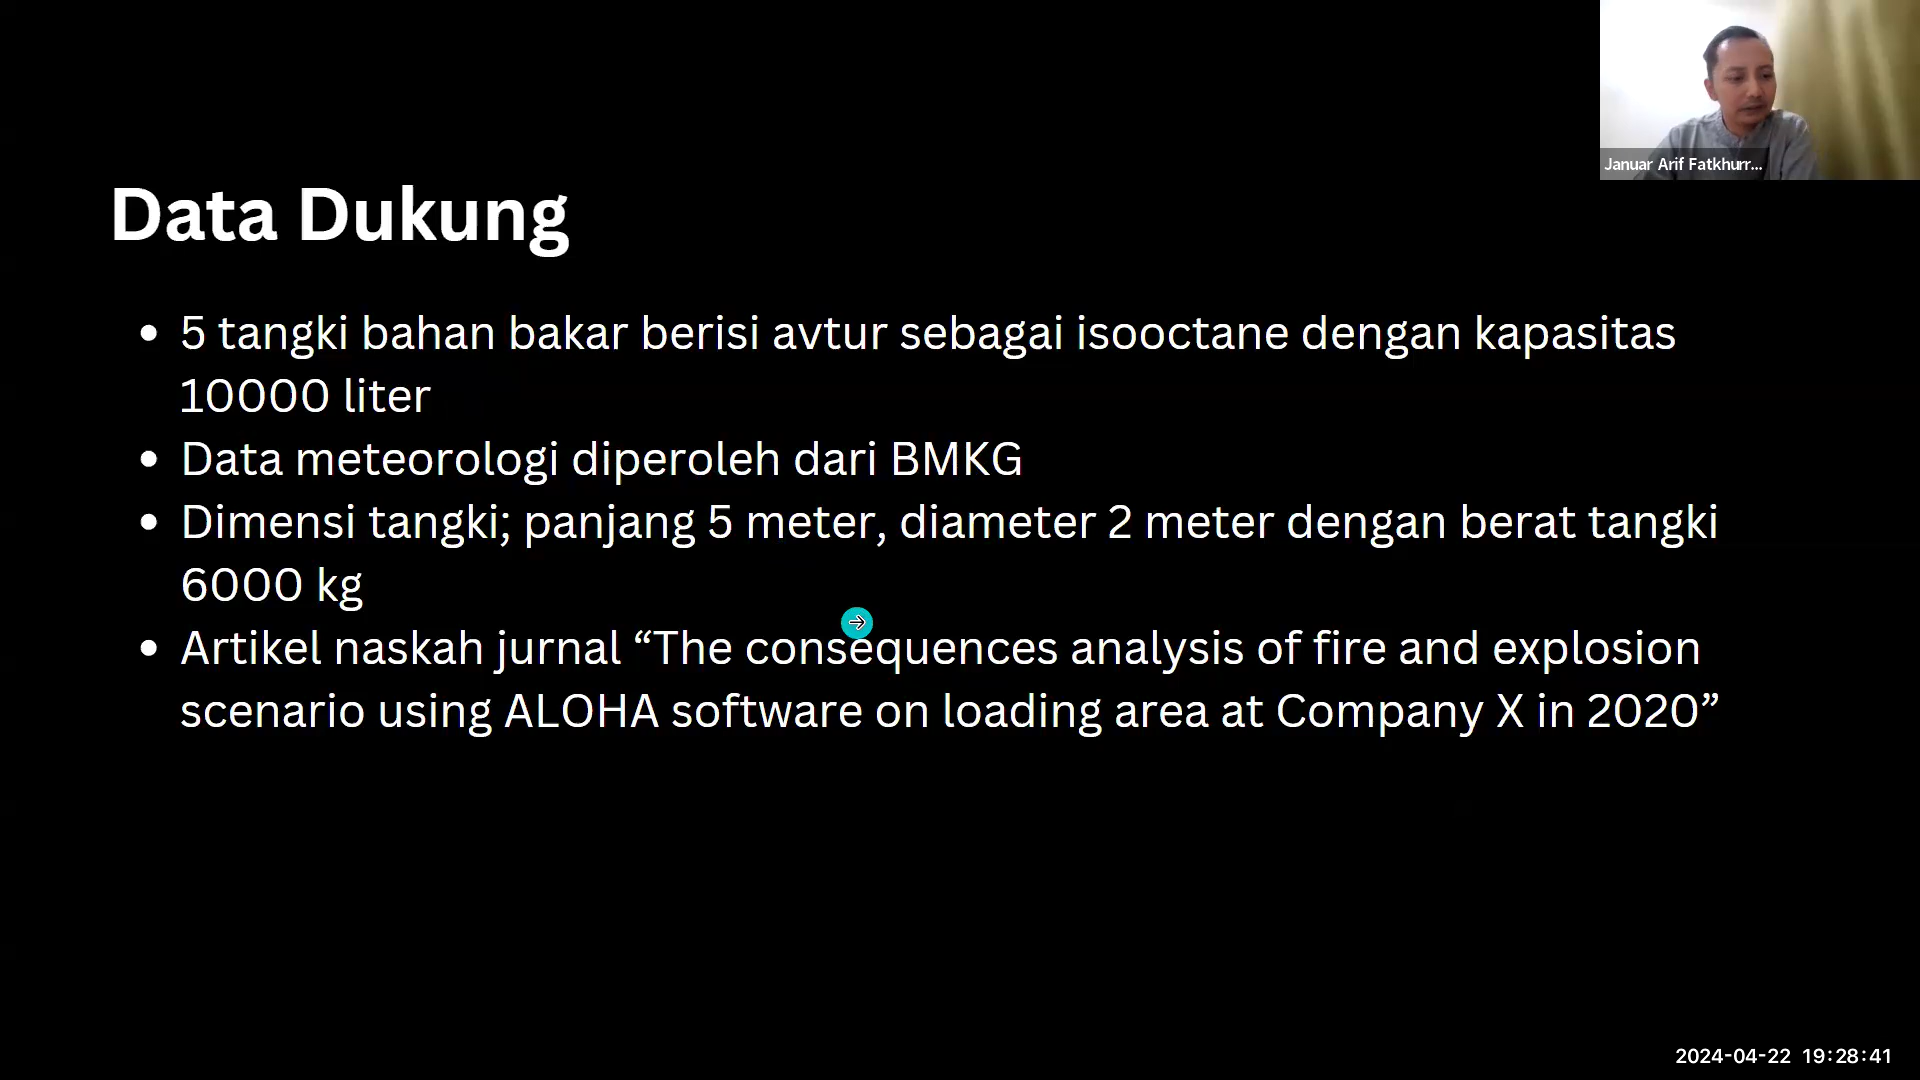 Januar Arif Fatkhurr...
Data Dukung
• 5 tangki bahan bakar berisi avtur sebagai isooctane dengan kapasitas
10000 liter
• Data meteorologi diperoleh dari BMKG
• Dimensi tangki; panjang 5 meter, diameter 2 meter dengan berat tangki
6000 kg
• Artikel naskah jurnal “The consequences analysis of fire and explosion
scenario using ALOHA software on loading area at Company X in 2020”
2024-04-22 19:28:41